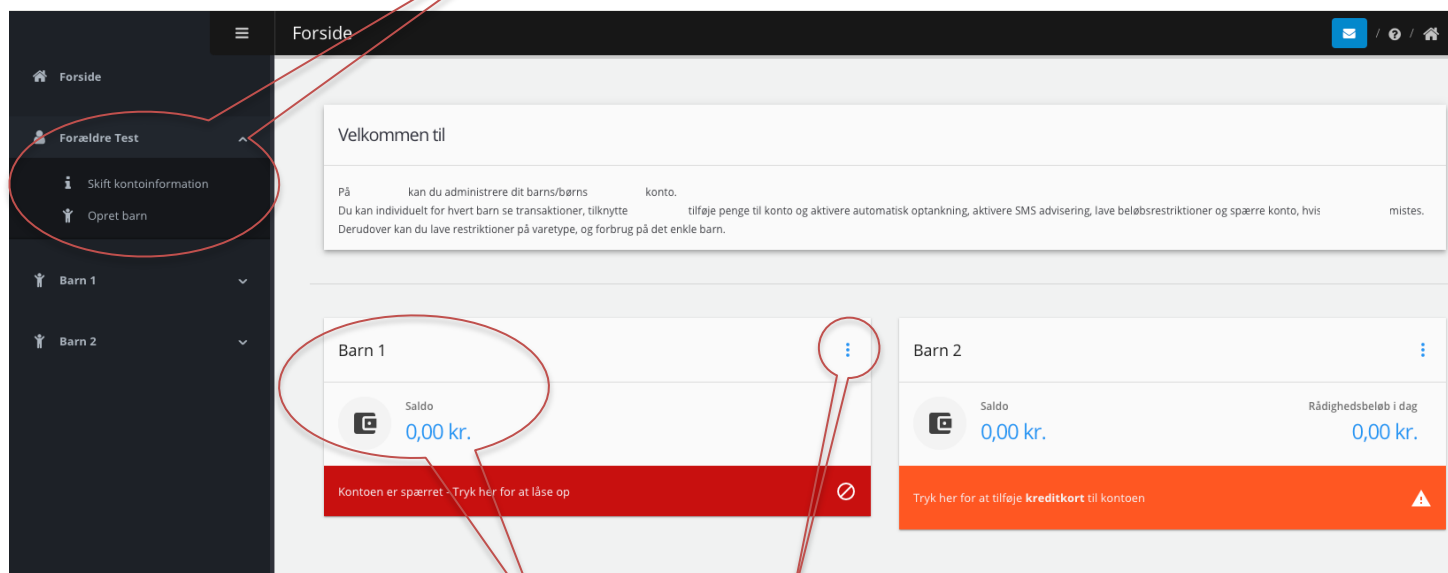 Forside
/ /
Forside
Forældre Test
Skift kontoinformation
Opret barn
Barn 1
Barn 2
Velkommen til
På kan du administrere dit barns/børns konto.
Du kan individuelt for hvert barn se transaktioner, tilknytte tilføje penge til konto og aktivere automatisk optankning, aktivere SMS advisering, lave beløbsrestriktioner og spærre konto, hvis mistes.
Derudover kan du lave restriktioner på varetype, og forbrug på det enkle barn.
Barn 1
Saldo
0,00 kr.
Kontoen er spærret - Tryk her for at låse op
Barn 2
Saldo
0,00 kr.
Rådighedsbeløb i dag
0,00 kr.
Tryk her for at tilføje kreditkort til kontoen